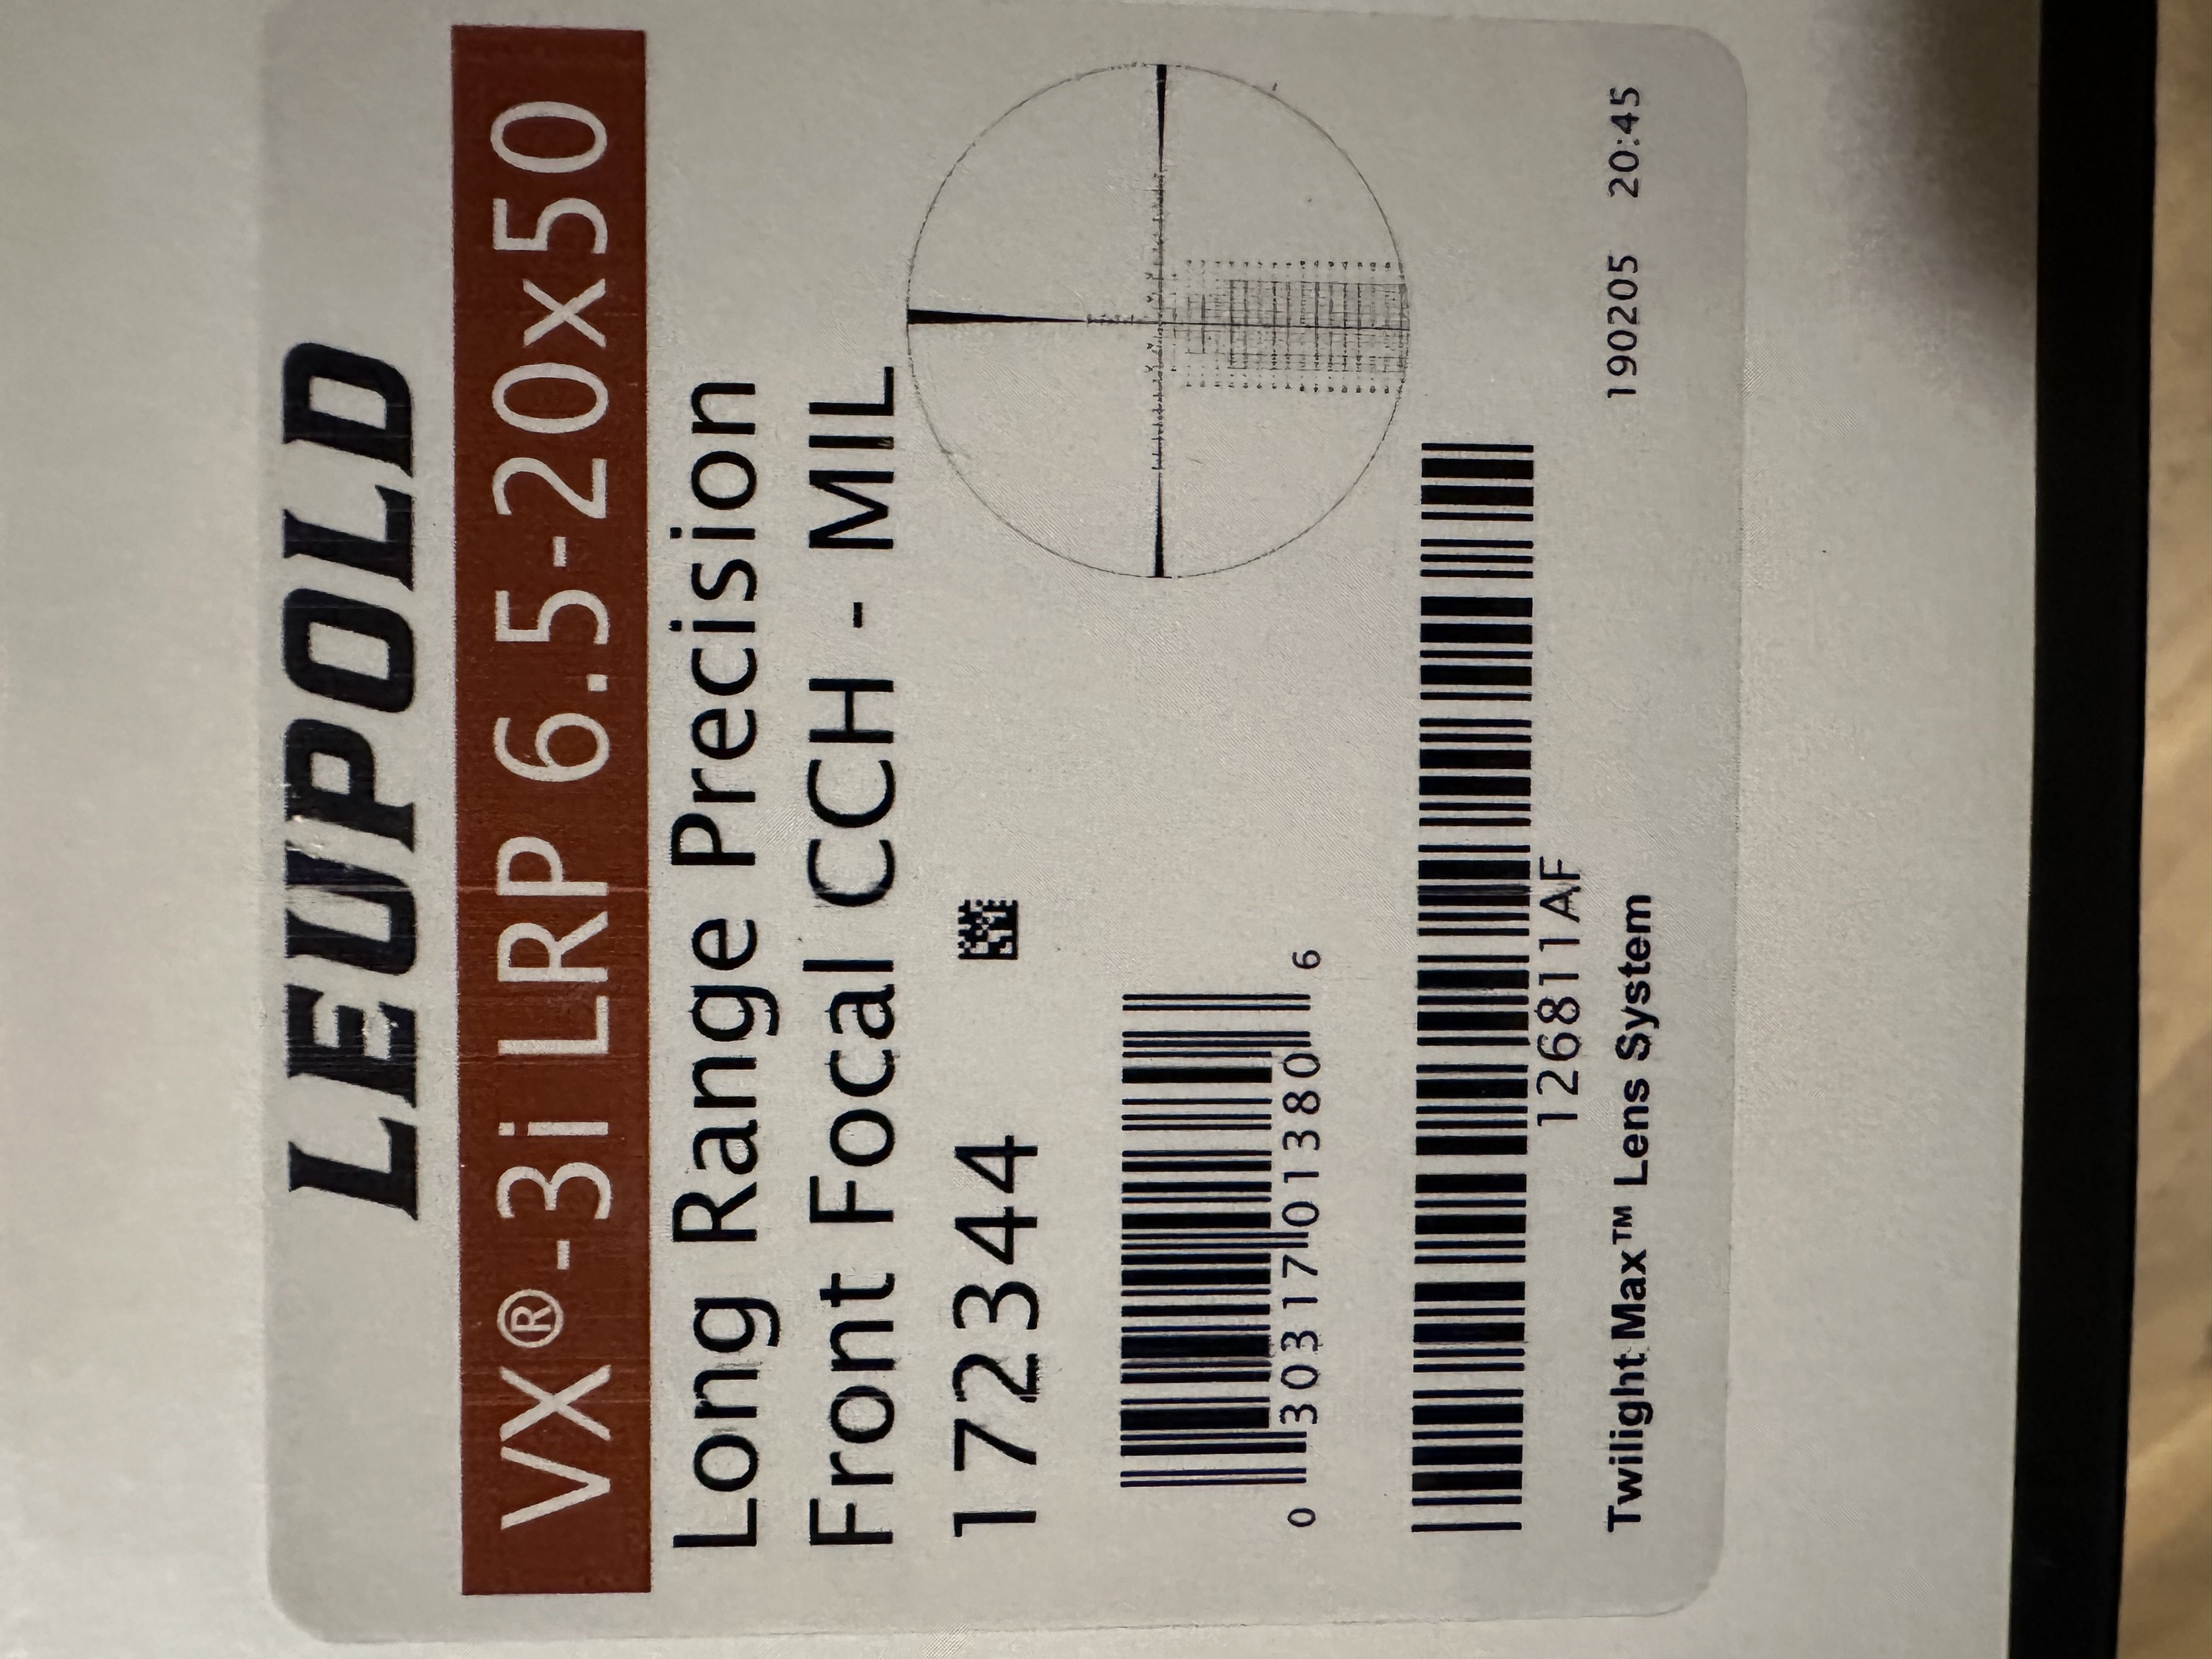 LEUPOLD
VX®-3i LRP 6.5-20x50
Long Range Precision
Front Focal CCH - MIL
172344
0 30317 01380 6
126811AF
Twilight Max™ Lens System
190205 20:45